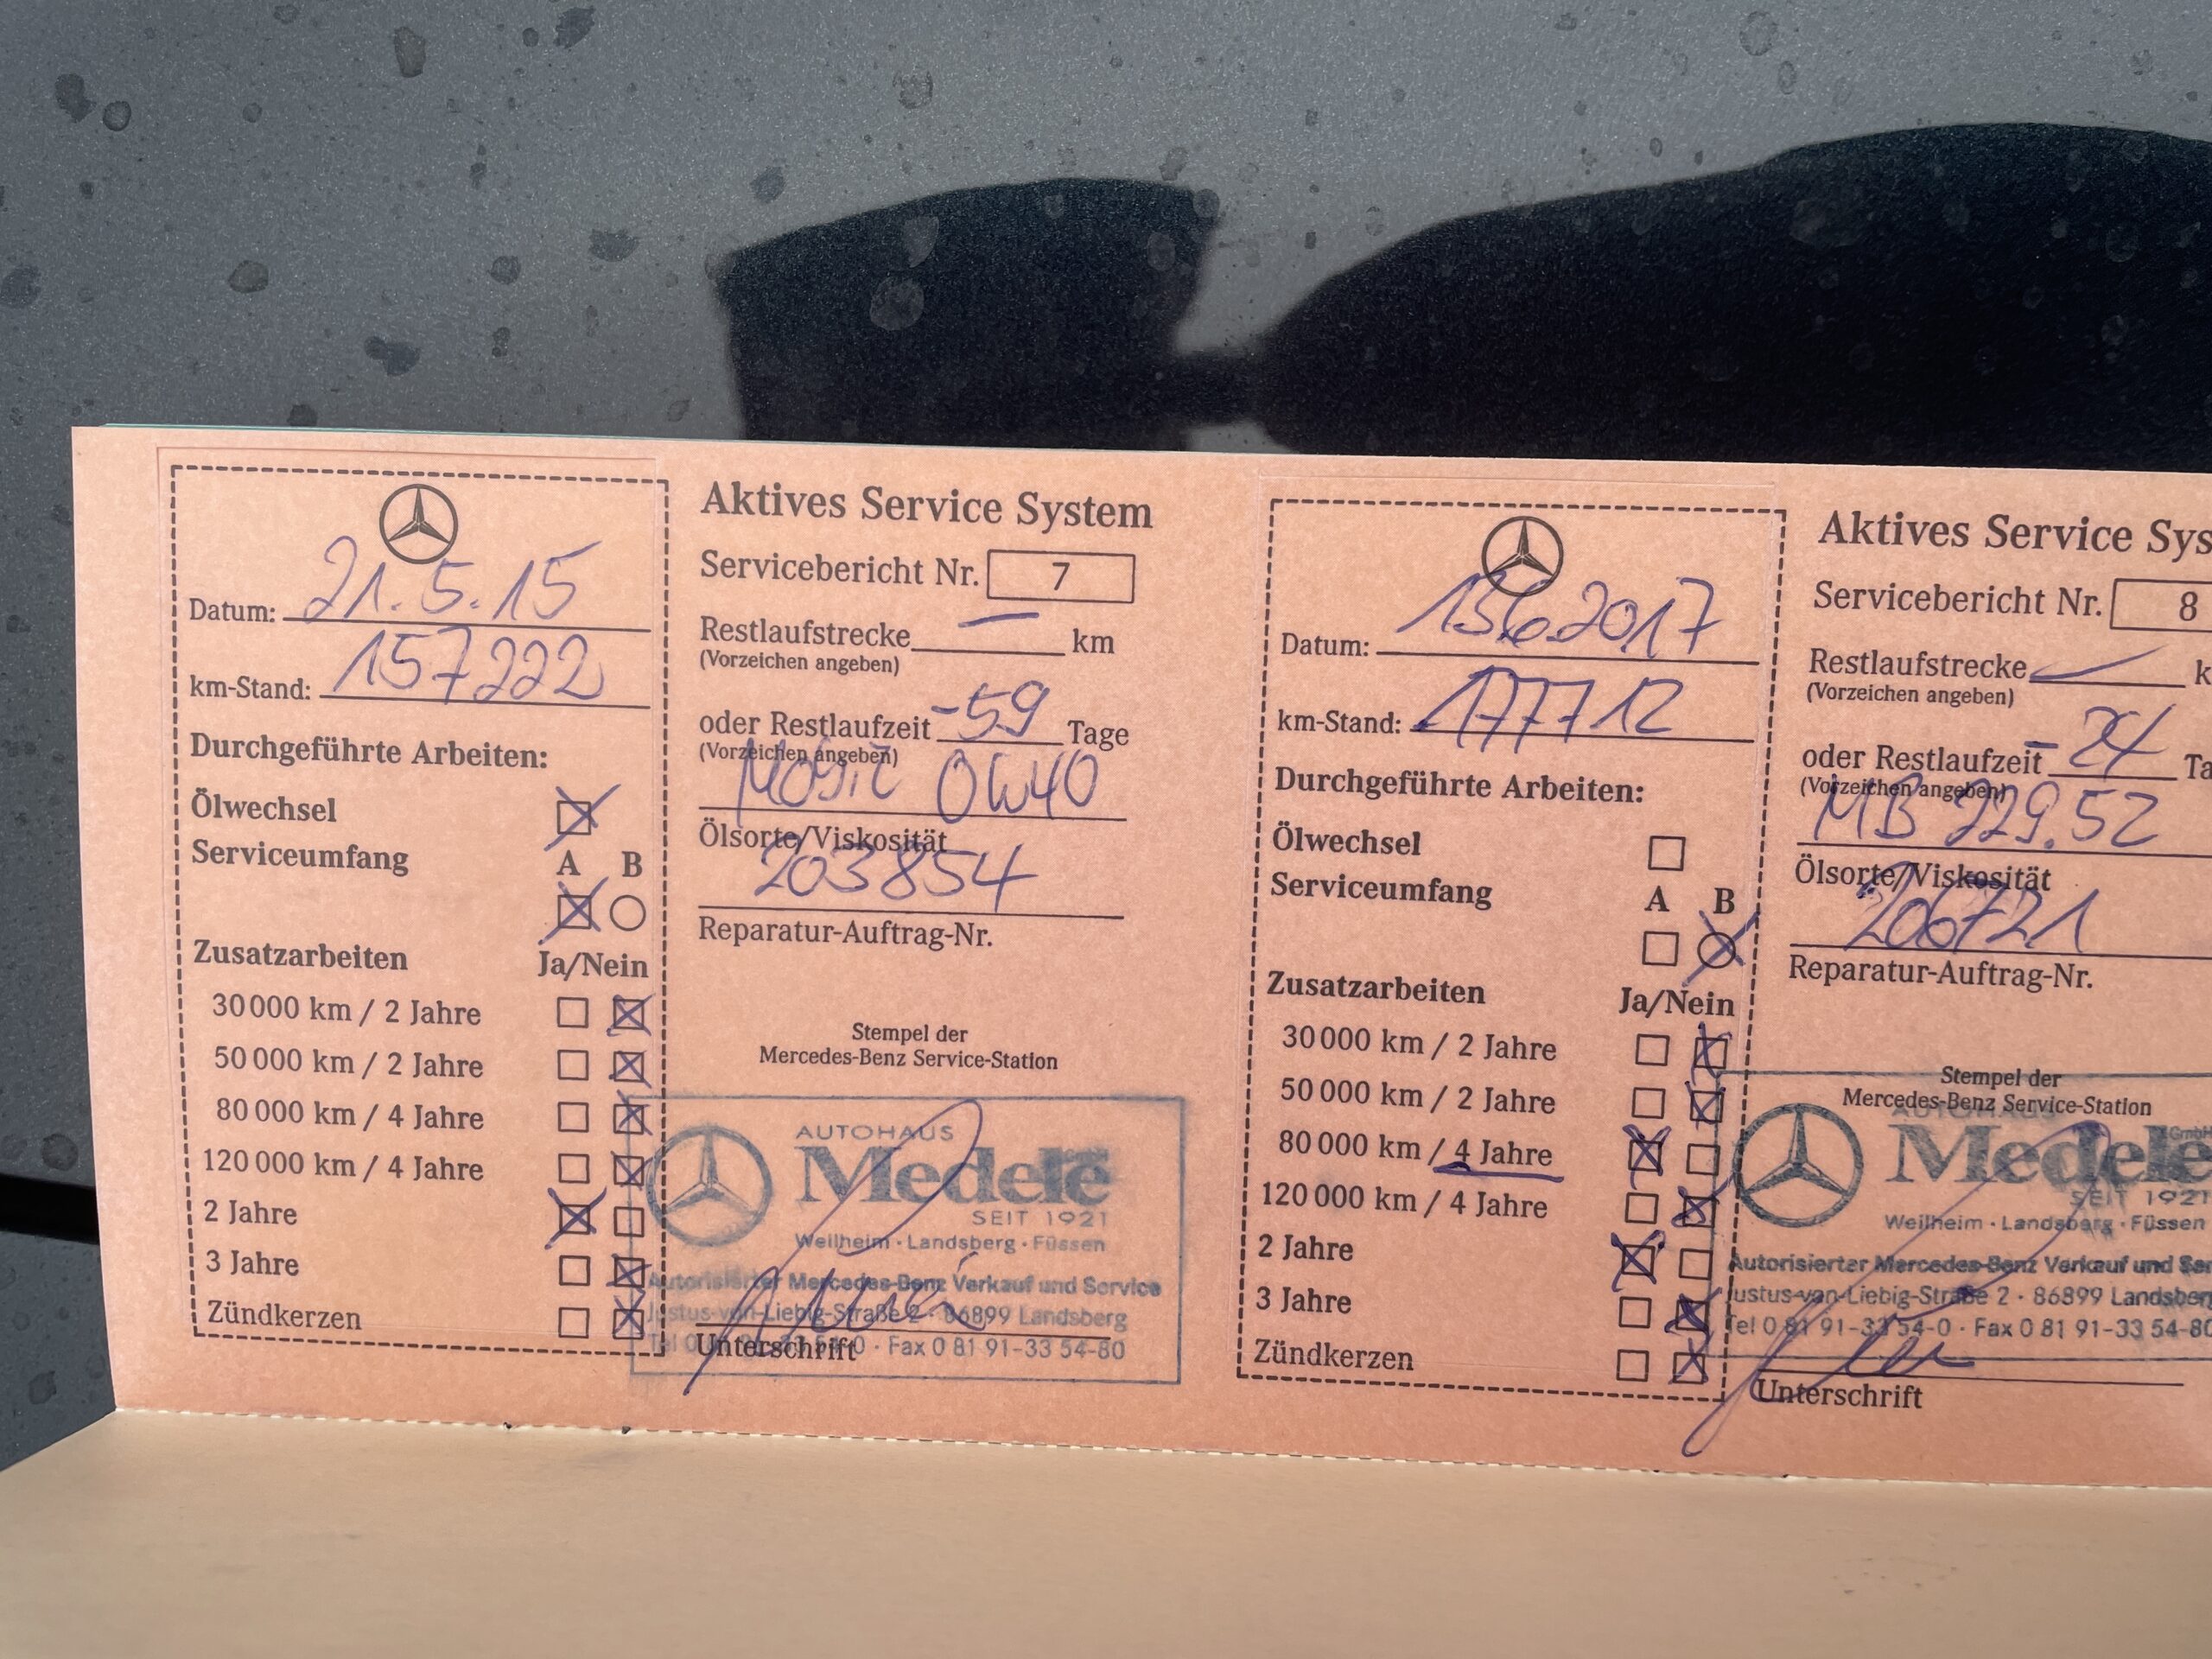 Datum: 21.5.15
km-Stand: 157222
Durchgeführte Arbeiten:
Ölwechsel
Serviceumfang A B
Zusatzarbeiten Ja/Nein
30 000 km / 2 Jahre
50 000 km / 2 Jahre
80 000 km / 4 Jahre
120 000 km / 4 Jahre
2 Jahre
3 Jahre
Zündkerzen
Aktives Service System
Servicebericht Nr. 7
Restlaufstrecke — km
(Vorzeichen angeben)
oder Restlaufzeit -59 Tage
(Vorzeichen angeben)
0W40
Ölsorte/Viskosität
203854
Reparatur-Auftrag-Nr.
Stempel der
Mercedes-Benz Service-Station
AUTOHAUS
Medele
SEIT 1921
Weilheim · Landsberg · Füssen
Autorisierter Mercedes-Benz Verkauf und Service
Justus-von-Liebig-Straße 2 · 86899 Landsberg
Fax 0 81 91-33 54-80
Unterschrift
Datum: 13.6.2017
km-Stand: 177712
Durchgeführte Arbeiten:
Ölwechsel
Serviceumfang A B
Zusatzarbeiten Ja/Nein
30 000 km / 2 Jahre
50 000 km / 2 Jahre
80 000 km / 4 Jahre
120 000 km / 4 Jahre
2 Jahre
3 Jahre
Zündkerzen
Aktives Service Sys
Servicebericht Nr. 8
Restlaufstrecke k
(Vorzeichen angeben)
oder Restlaufzeit -24 Ta
(Vorzeichen angeben)
MB 229.52
Ölsorte/Viskosität
206721
Reparatur-Auftrag-Nr.
Stempel der
Mercedes-Benz Service-Station
AUTOHAUS
Medele GmbH
SEIT 1921
Weilheim · Landsberg · Füssen
Autorisierter Mercedes-Benz Verkauf und Ser
Justus-von-Liebig-Straße 2 · 86899 Landsber
Tel 0 81 91-33 54-0 · Fax 0 81 91-33 54-80
Unterschrift